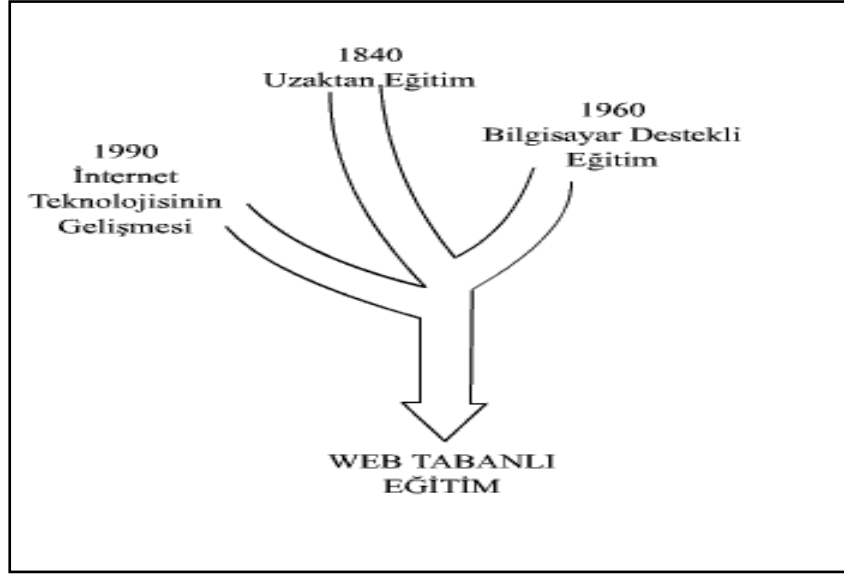 1840
Uzaktan Eğitim
1960
Bilgisayar Destekli
Eğitim
1990
İnternet
Teknolojisinin
Gelişmesi
WEB TABANLI
EĞİTİM